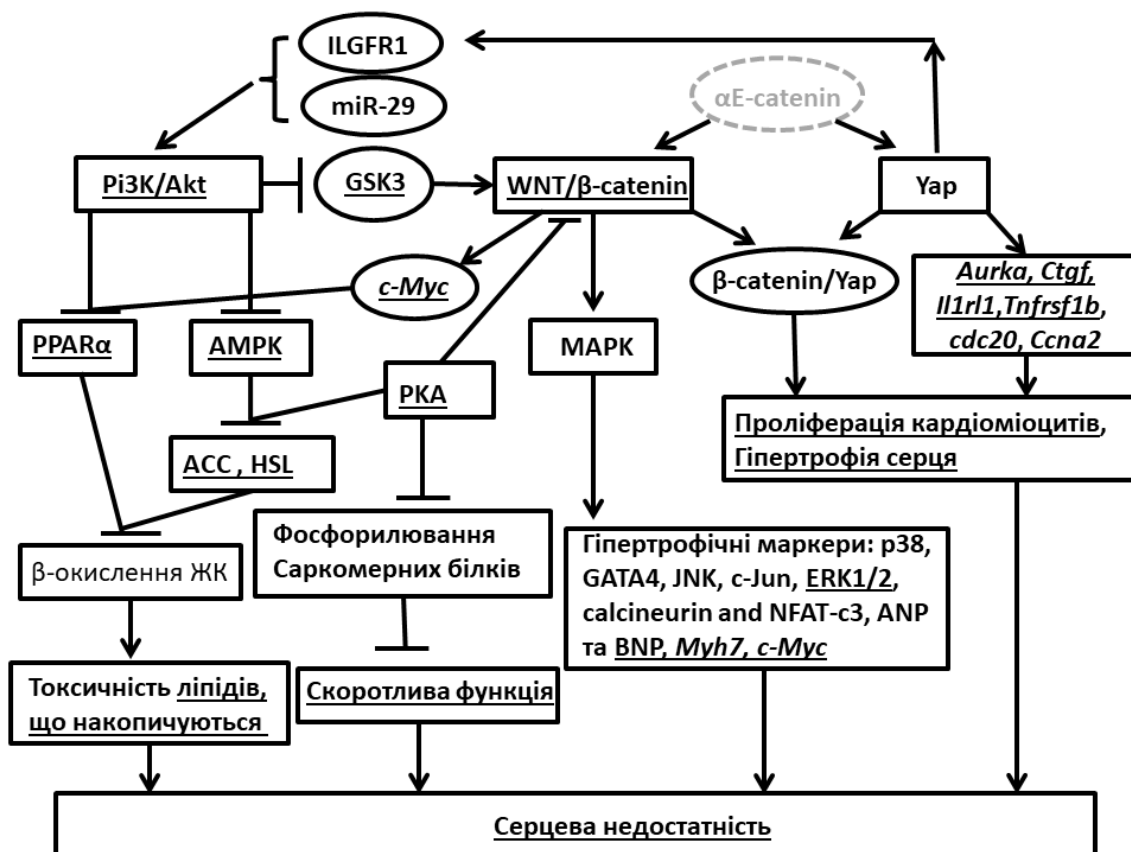 ILGFR1
miR-29
αE-catenin
Pi3K/Akt
GSK3
WNT/β-catenin
Yap
c-Myc
β-catenin/Yap
Aurka, Ctgf,
Il1rl1,Tnfrsf1b,
cdc20, Ccna2
PPARα
AMPK
MAPK
PKA
Проліферація кардіоміоцитів,
Гіпертрофія серця
ACC , HSL
Фосфорилювання
Саркомерних білків
Гіпертрофічні маркери: p38,
GATA4, JNK, c-Jun, ERK1/2,
calcineurin and NFAT-c3, ANP
та BNP, Myh7, c-Myc
β-окислення ЖК
Токсичність ліпідів,
що накопичуються
Скоротлива функція
Серцева недостатність